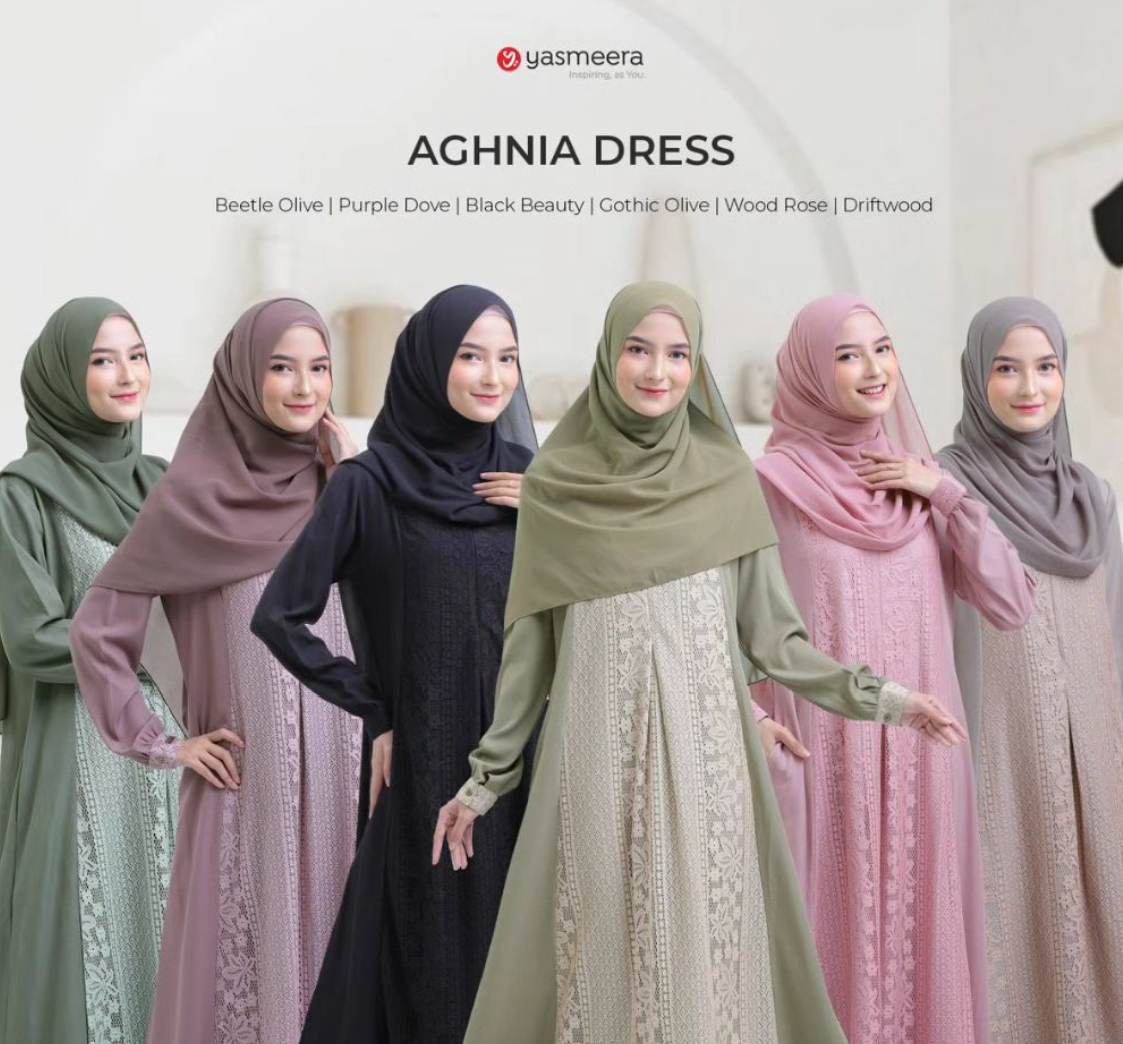 yasmeera
Inspiring, as You.
AGHNIA DRESS
Beetle Olive | Purple Dove | Black Beauty | Gothic Olive | Wood Rose | Driftwood